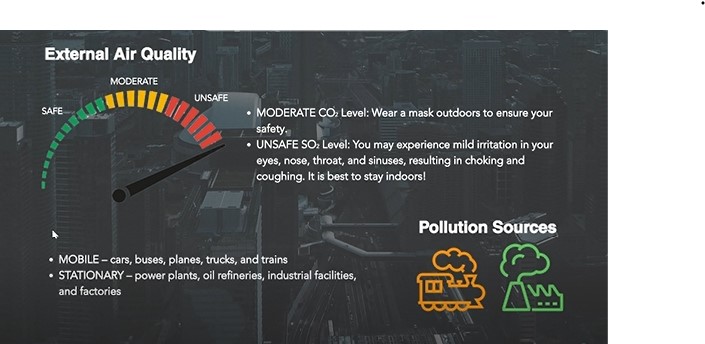 External Air Quality
MODERATE
UNSAFE
SAFE
• MODERATE CO₂ Level: Wear a mask outdoors to ensure your
safety.
• UNSAFE SO₂ Level: You may experience mild irritation in your
eyes, nose, throat, and sinuses, resulting in choking and
coughing. It is best to stay indoors!
Pollution Sources
• MOBILE – cars, buses, planes, trucks, and trains
• STATIONARY – power plants, oil refineries, industrial facilities,
and factories